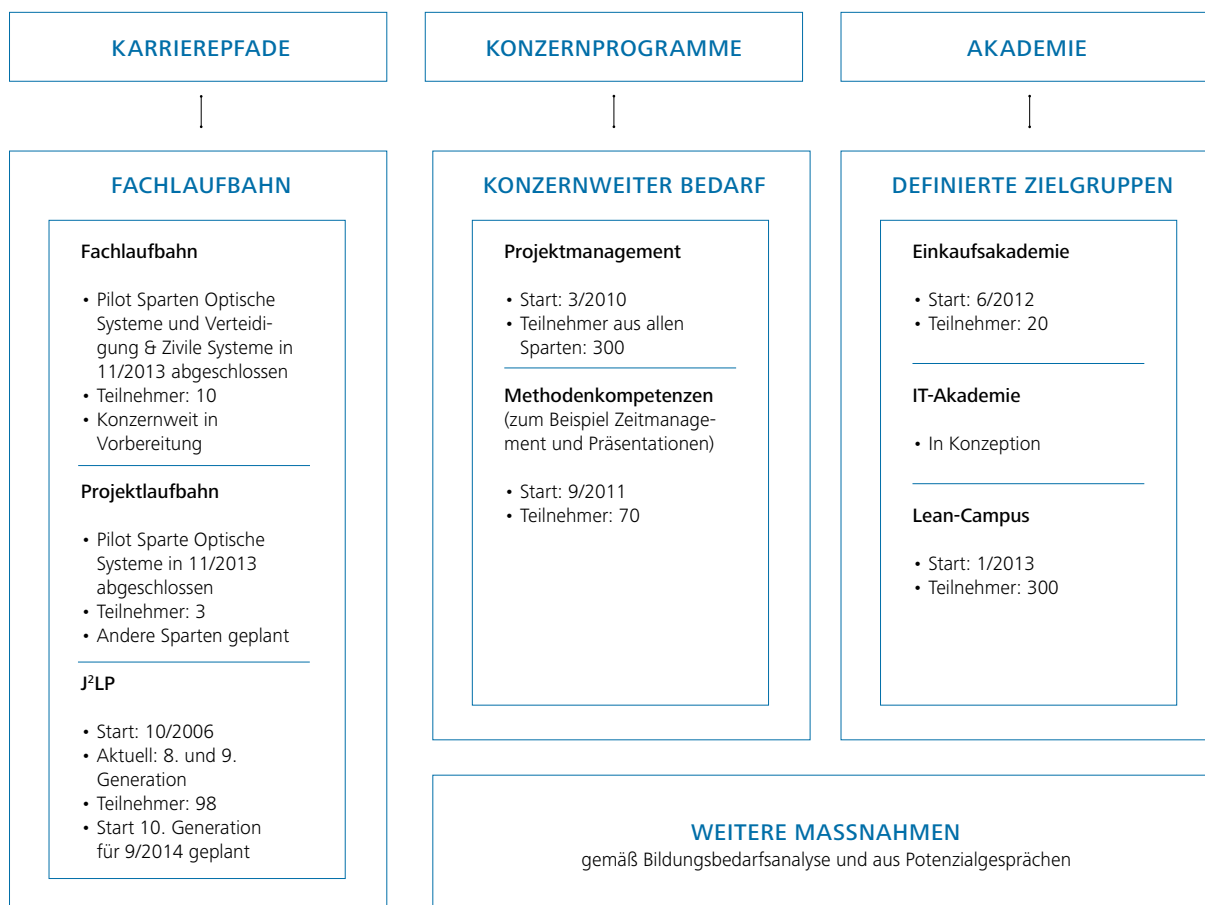 KARRIEREPFADE
FACHLAUFBAHN
Fachlaufbahn
• Pilot Sparten Optische
Systeme und Verteidi-
gung & Zivile Systeme in
11/2013 abgeschlossen
• Teilnehmer: 10
• Konzernweit in
Vorbereitung
Projektlaufbahn
• Pilot Sparte Optische
Systeme in 11/2013
abgeschlossen
• Teilnehmer: 3
• Andere Sparten geplant
J²LP
• Start: 10/2006
• Aktuell: 8. und 9.
Generation
• Teilnehmer: 98
• Start 10. Generation
für 9/2014 geplant
KONZERNPROGRAMME
KONZERNWEITER BEDARF
Projektmanagement
• Start: 3/2010
• Teilnehmer aus allen
Sparten: 300
Methodenkompetenzen
(zum Beispiel Zeitmanage-
ment und Präsentationen)
• Start: 9/2011
• Teilnehmer: 70
AKADEMIE
DEFINIERTE ZIELGRUPPEN
Einkaufsakademie
• Start: 6/2012
• Teilnehmer: 20
IT-Akademie
• In Konzeption
Lean-Campus
• Start: 1/2013
• Teilnehmer: 300
WEITERE MASSNAHMEN
gemäß Bildungsbedarfsanalyse und aus Potenzialgesprächen